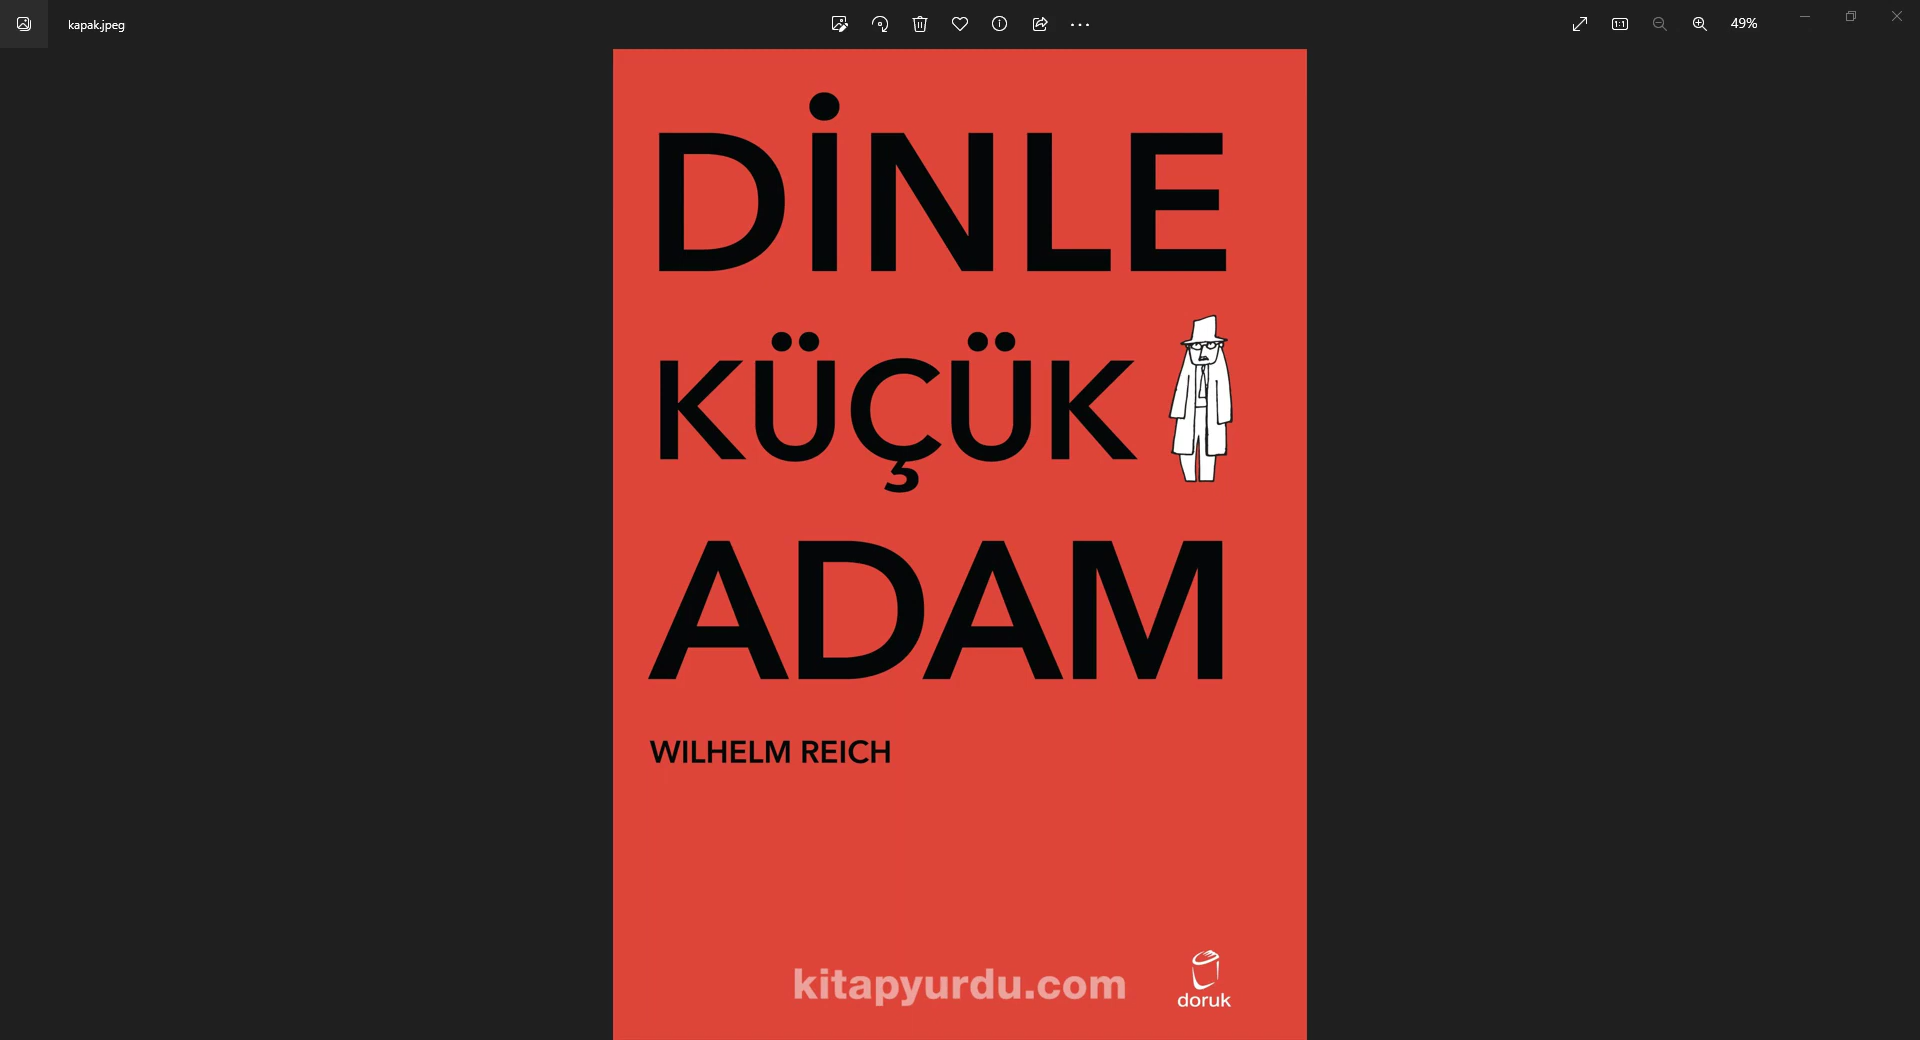 kapak.jpeg
49%
DİNLE
KÜÇÜK
ADAM
WILHELM REICH
kitapyurdu.com
doruk